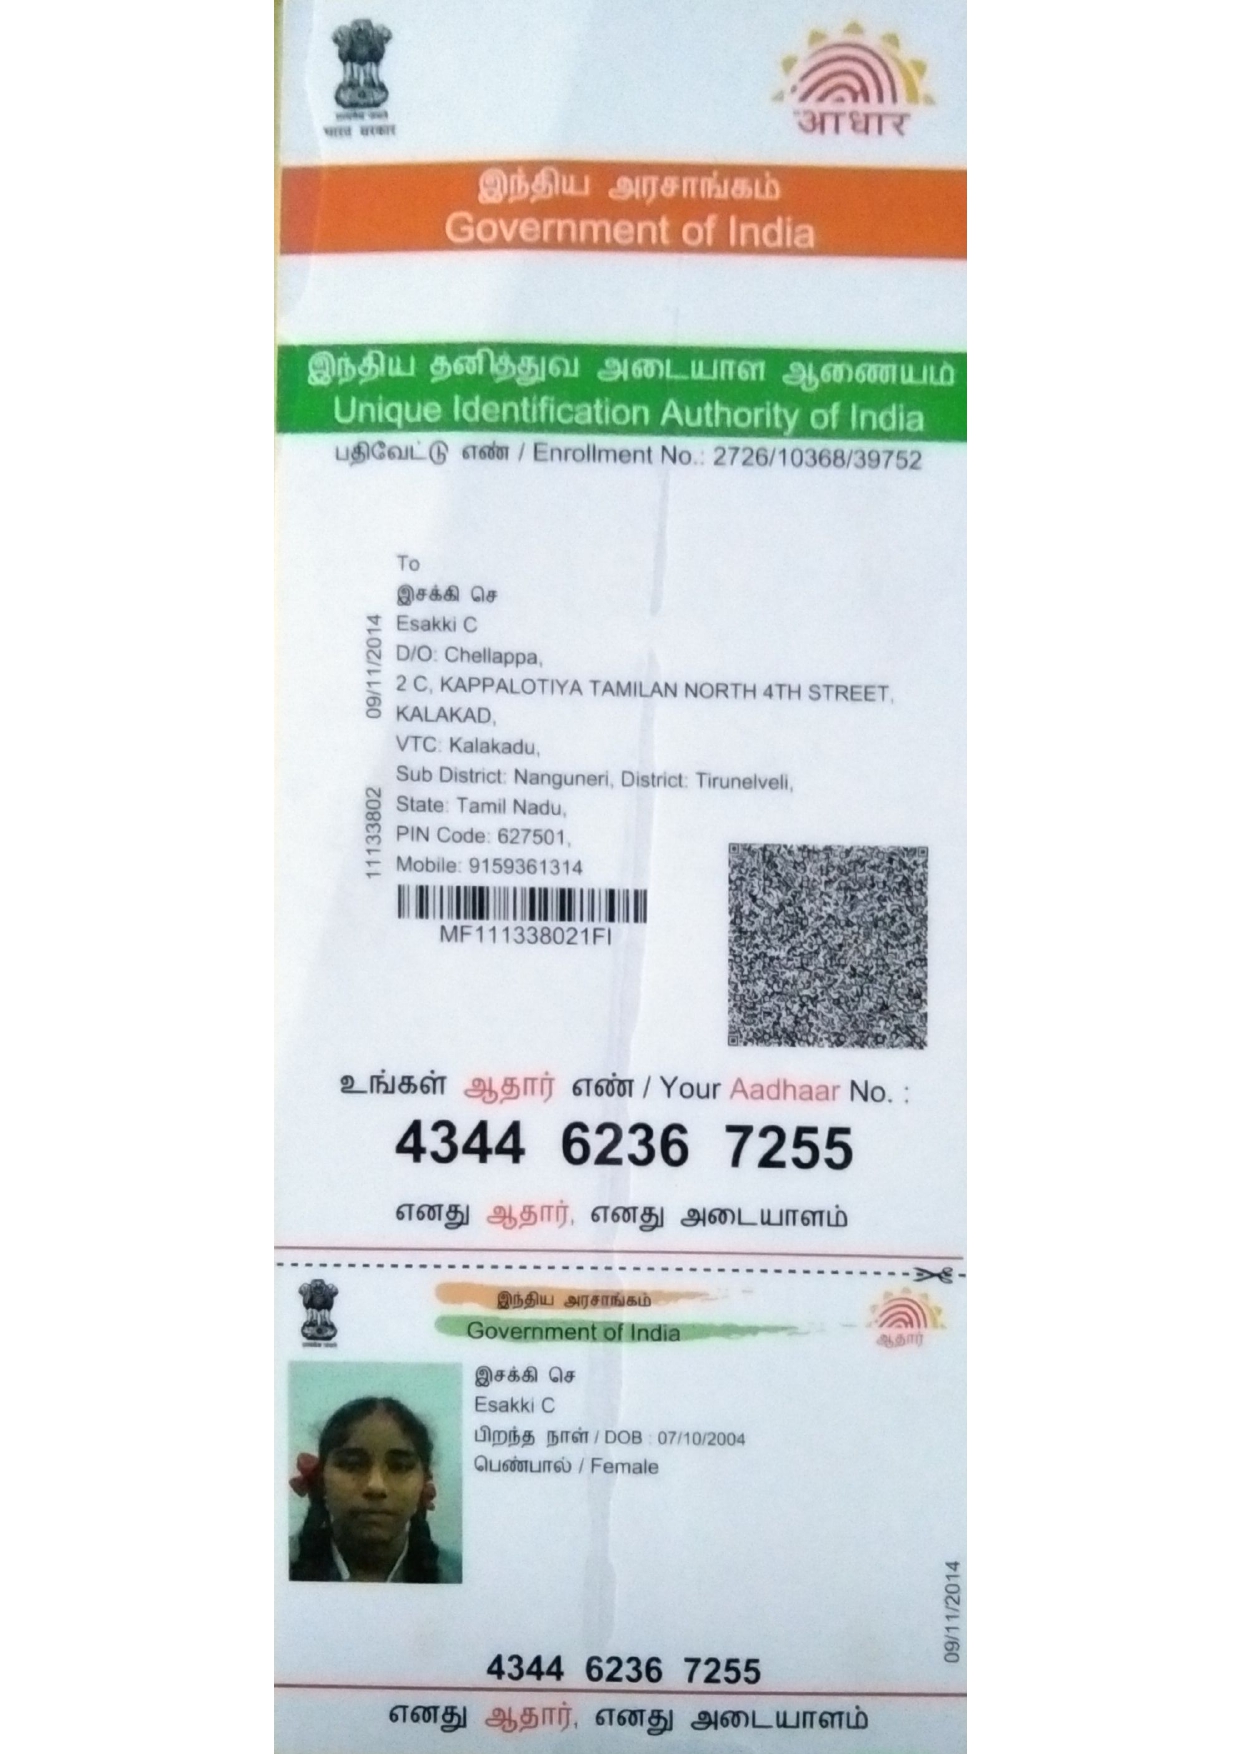 भारत सरकार
आधार
இந்திய அரசாங்கம்
Government of India
இந்திய தனித்துவ அடையாள ஆணையம்
Unique Identification Authority of India
பதிவேட்டு எண் / Enrollment No.: 2726/10368/39752
To
இசக்கி செ
Esakki C
D/O: Chellappa,
2 C, KAPPALOTIYA TAMILAN NORTH 4TH STREET,
KALAKAD,
VTC: Kalakadu,
Sub District: Nanguneri, District: Tirunelveli,
State: Tamil Nadu,
PIN Code: 627501,
Mobile: 9159361314
09/11/2014
11133802
MF111338021FI
உங்கள் ஆதார் எண் / Your Aadhaar No. :
4344 6236 7255
எனது ஆதார், எனது அடையாளம்
இந்திய அரசாங்கம்
Government of India
ஆதார்
இசக்கி செ
Esakki C
பிறந்த நாள் / DOB : 07/10/2004
பெண்பால் / Female
09/11/2014
4344 6236 7255
எனது ஆதார், எனது அடையாளம்